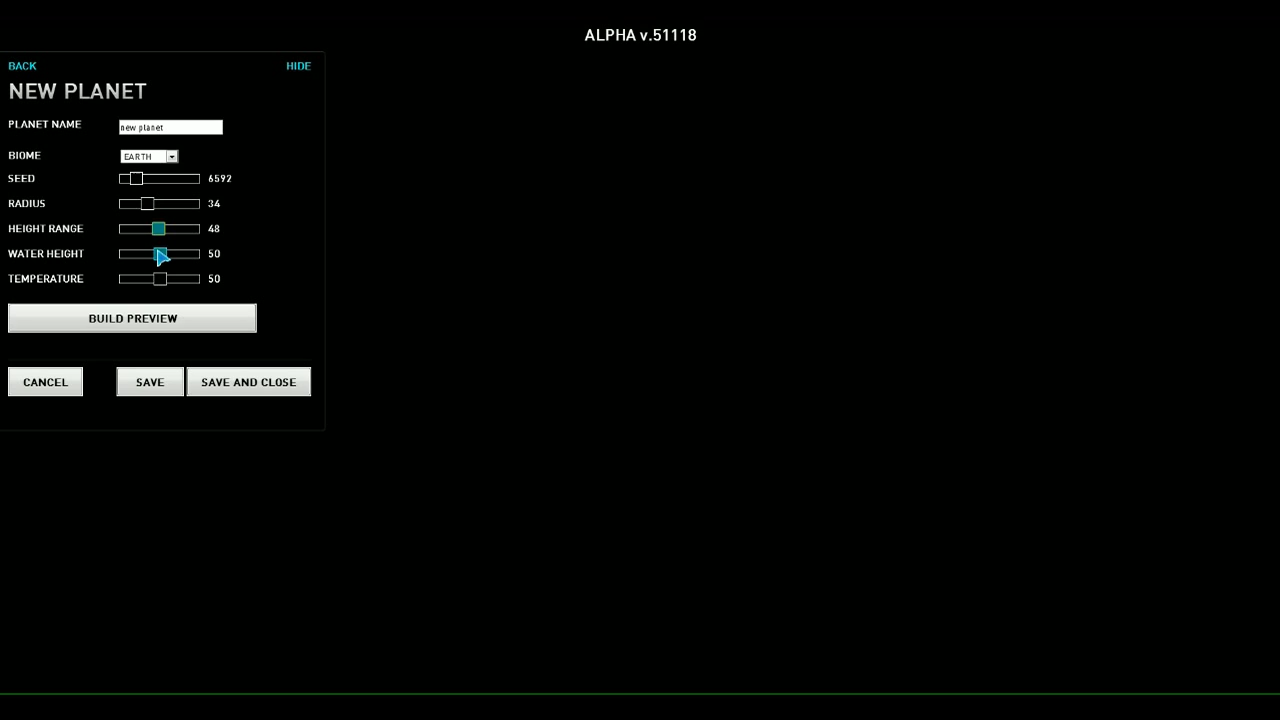 ALPHA v.51118
BACK HIDE
NEW PLANET
PLANET NAME new planet
BIOME EARTH
SEED 6592
RADIUS 34
HEIGHT RANGE 48
WATER HEIGHT 50
TEMPERATURE 50
BUILD PREVIEW
CANCEL SAVE SAVE AND CLOSE